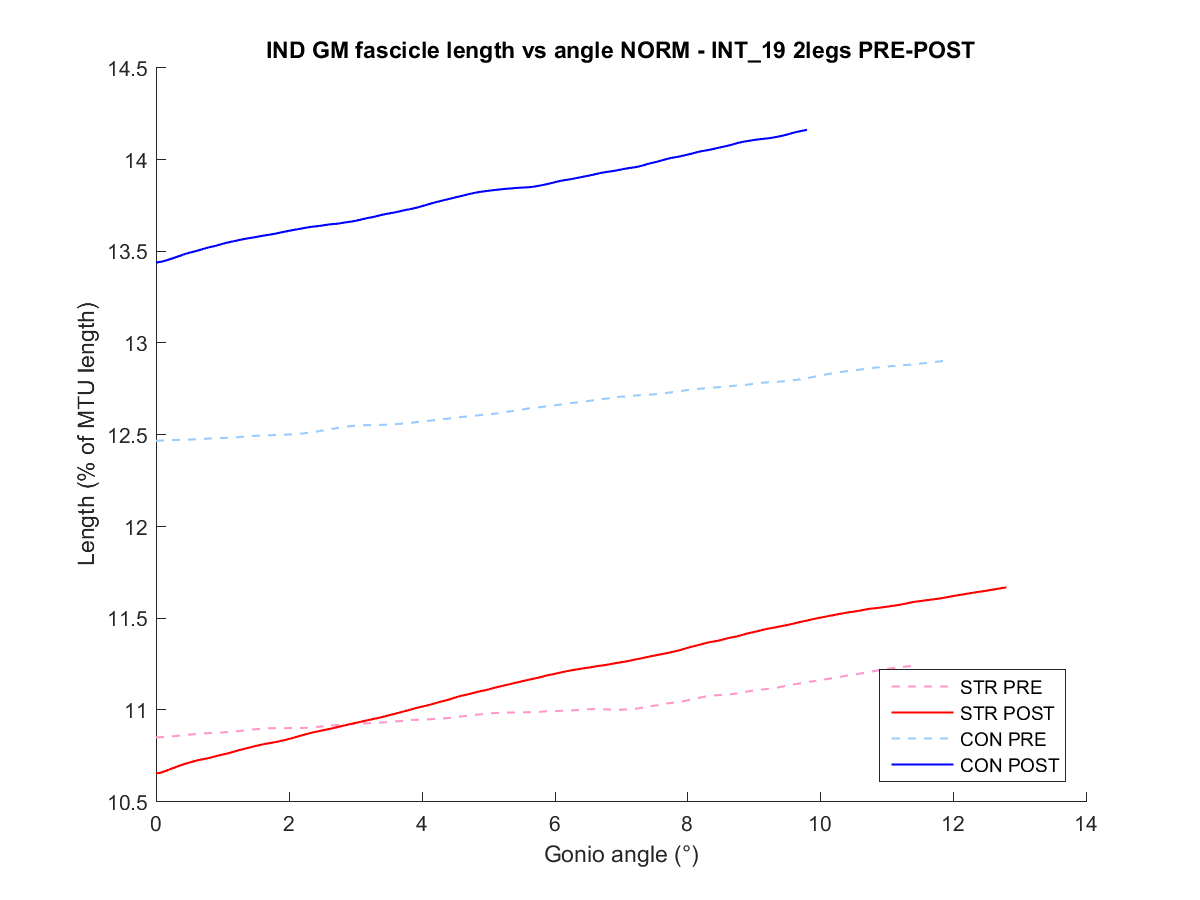 IND GM fascicle length vs angle NORM - INT_19 2legs PRE-POST
14.5
14
13.5
13
12.5
12
11.5
11
10.5
Length (% of MTU length)
0 2 4 6 8 10 12 14
Gonio angle (°)
STR PRE
STR POST
CON PRE
CON POST